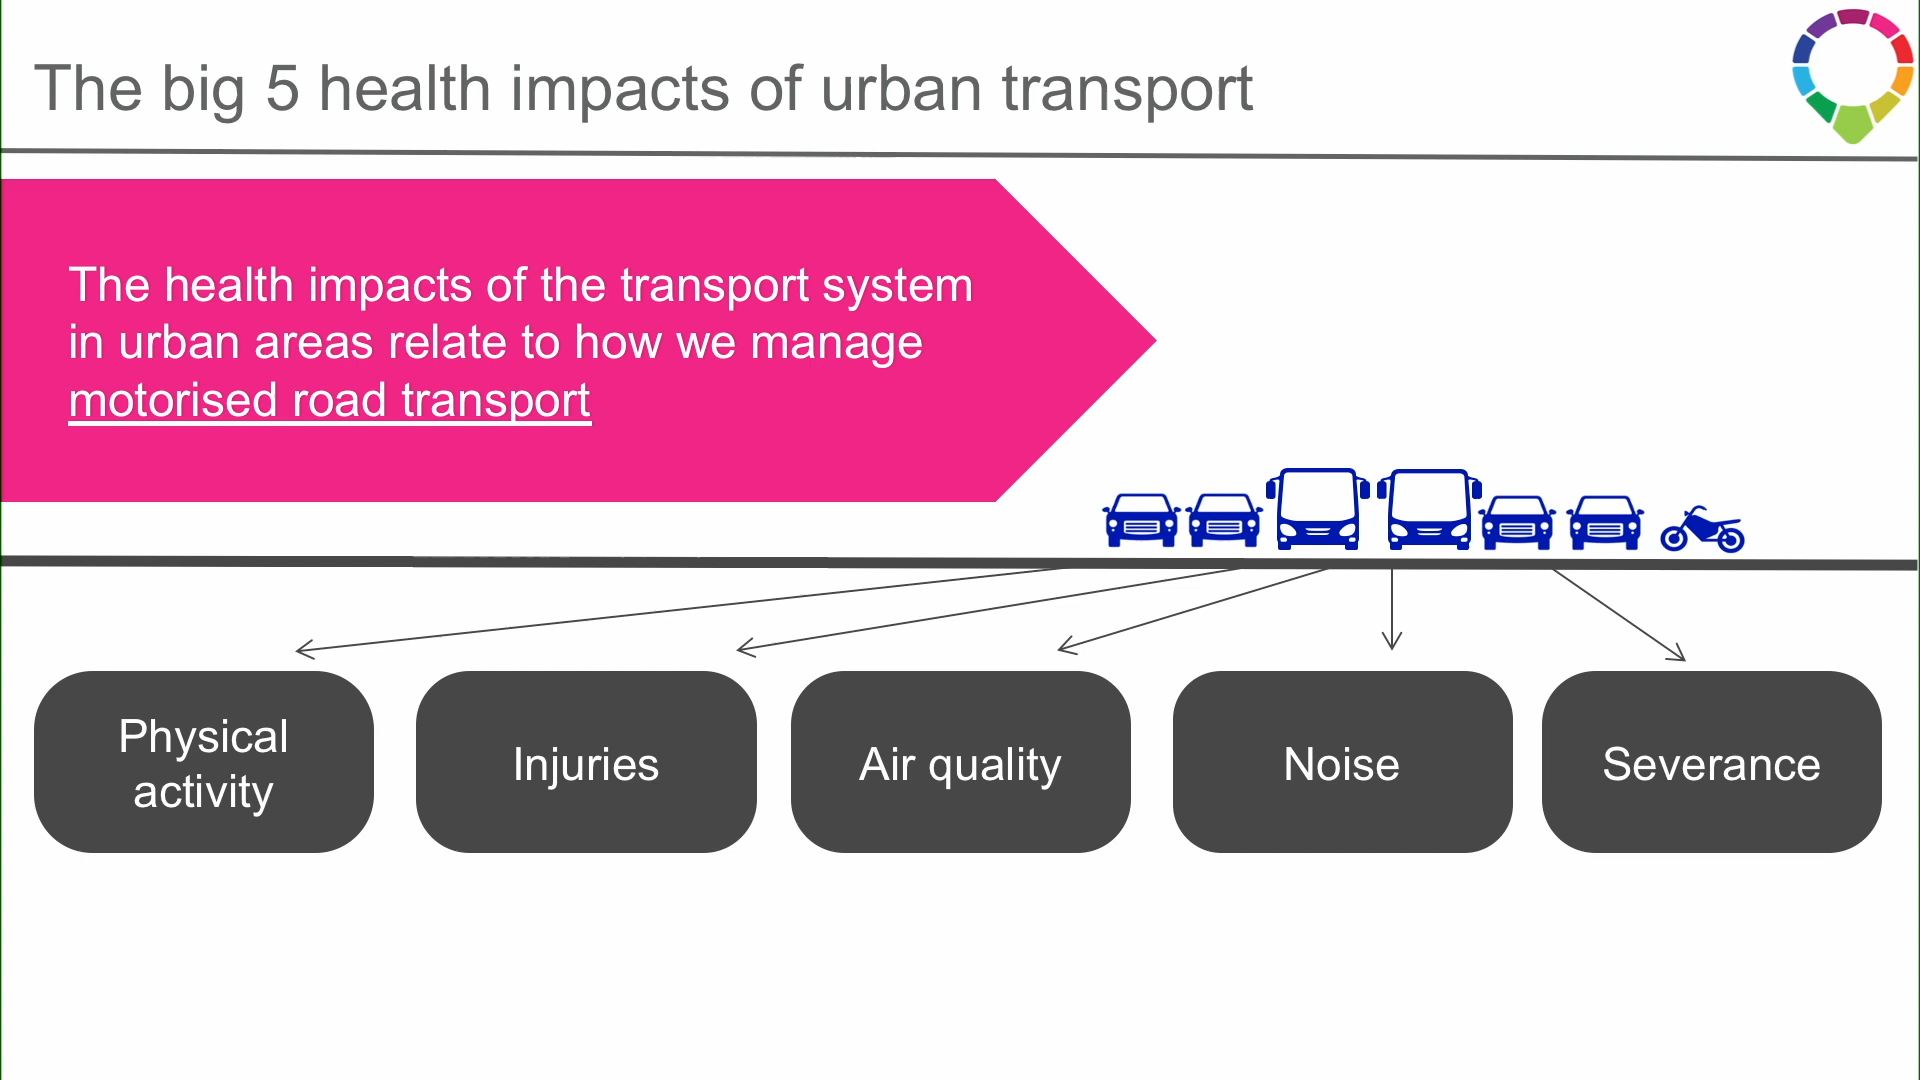 The big 5 health impacts of urban transport
The health impacts of the transport system
in urban areas relate to how we manage
motorised road transport
Physical
activity
Injuries
Air quality
Noise
Severance